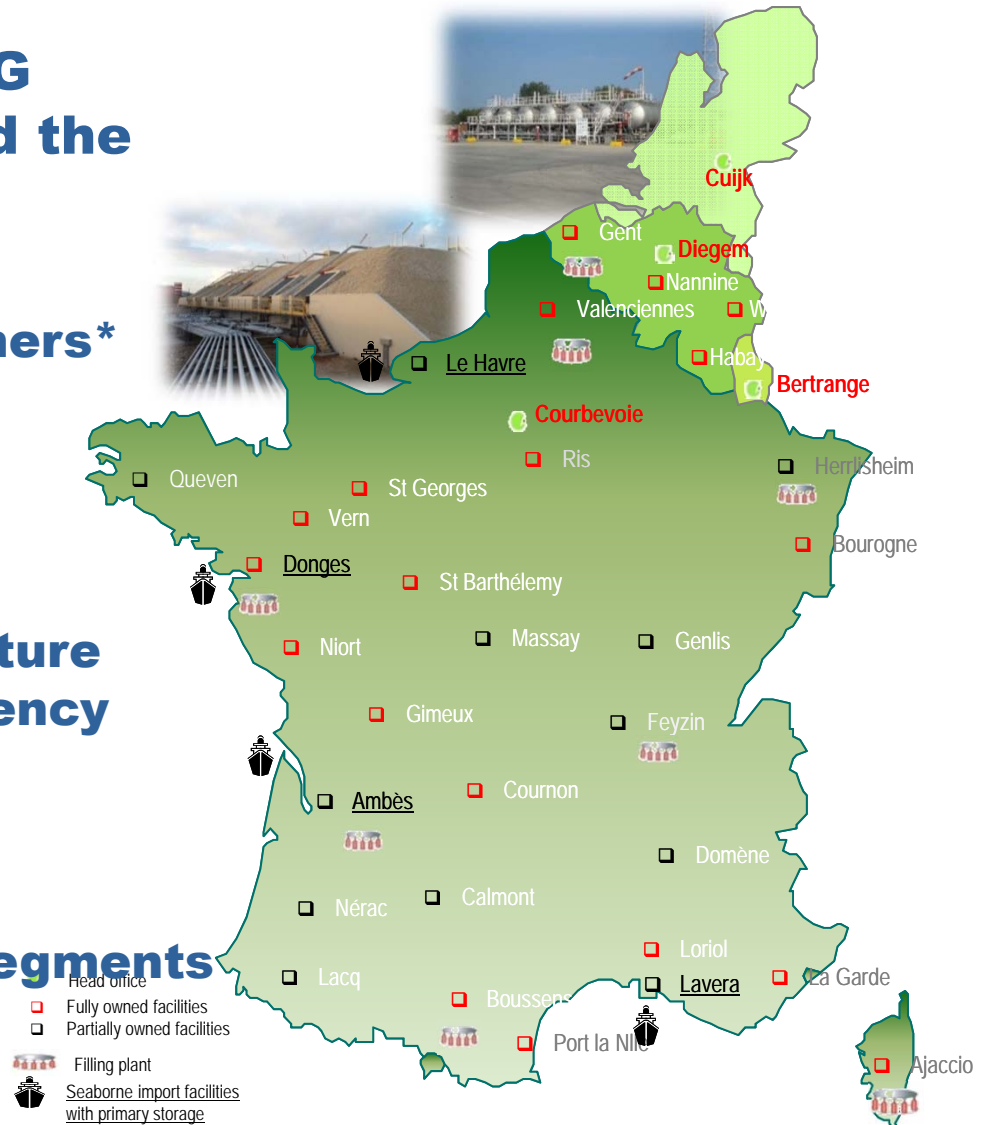 G
d the
ners*
ture
ency
egments
Cuijk
Gent
Diegem
Nannine
Valenciennes
W
Le Havre
Habay
Bertrange
Courbevoie
Ris
Herrlisheim
Queven
St Georges
Vern
Bourogne
Donges
St Barthélemy
Massay
Genlis
Niort
Gimeux
Feyzin
Cournon
Ambès
Domène
Calmont
Nérac
Loriol
Lacq
Lavera
La Garde
Boussens
Port la Nlle
Ajaccio
Head office
Fully owned facilities
Partially owned facilities
Filling plant
Seaborne import facilities
with primary storage